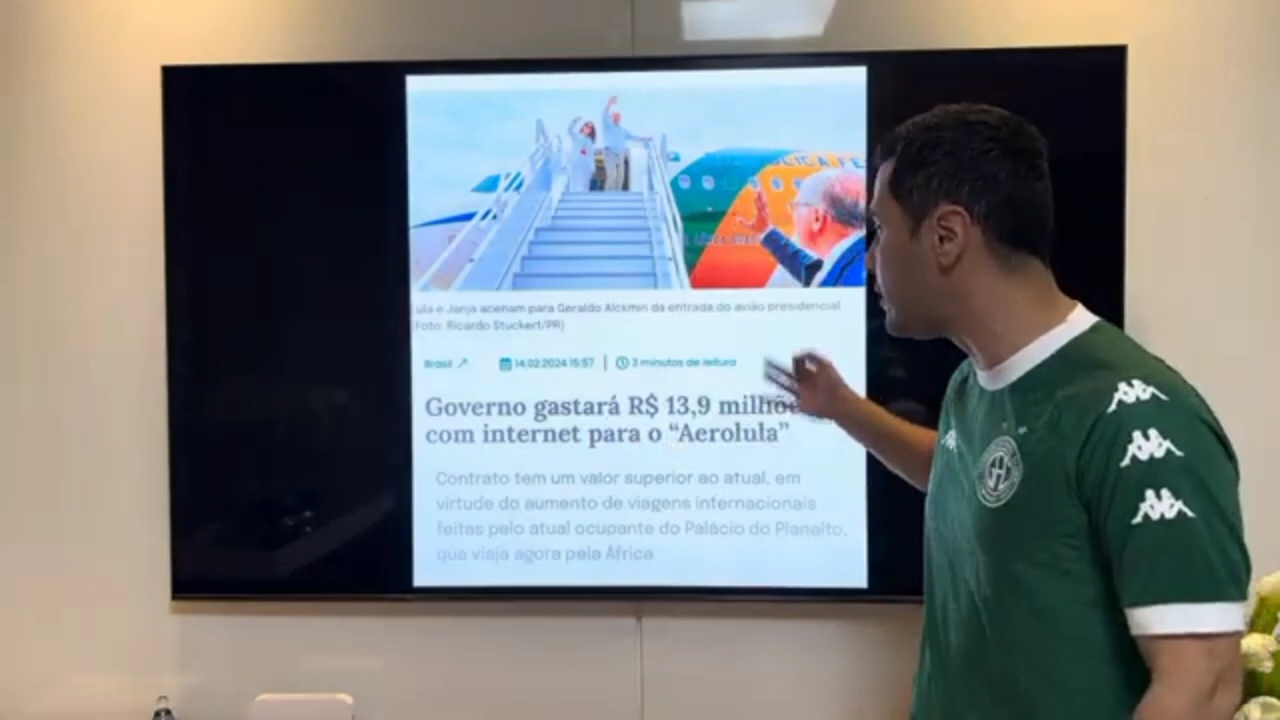 BLICA FE
ula e Janja acenam para Geraldo Alckmin da entrada do avião presidencial
Foto: Ricardo Stuckert/PR)
Brasil
14.02.2024 15:57
3 minutos de leitura
Governo gastará R$ 13,9 milhõe
com internet para o “Aerolula”
Contrato tem um valor superior ao atual, em
virtude do aumento de viagens internacionais
feitas pelo atual ocupante do Palácio do Planalto,
que viaja agora pela África